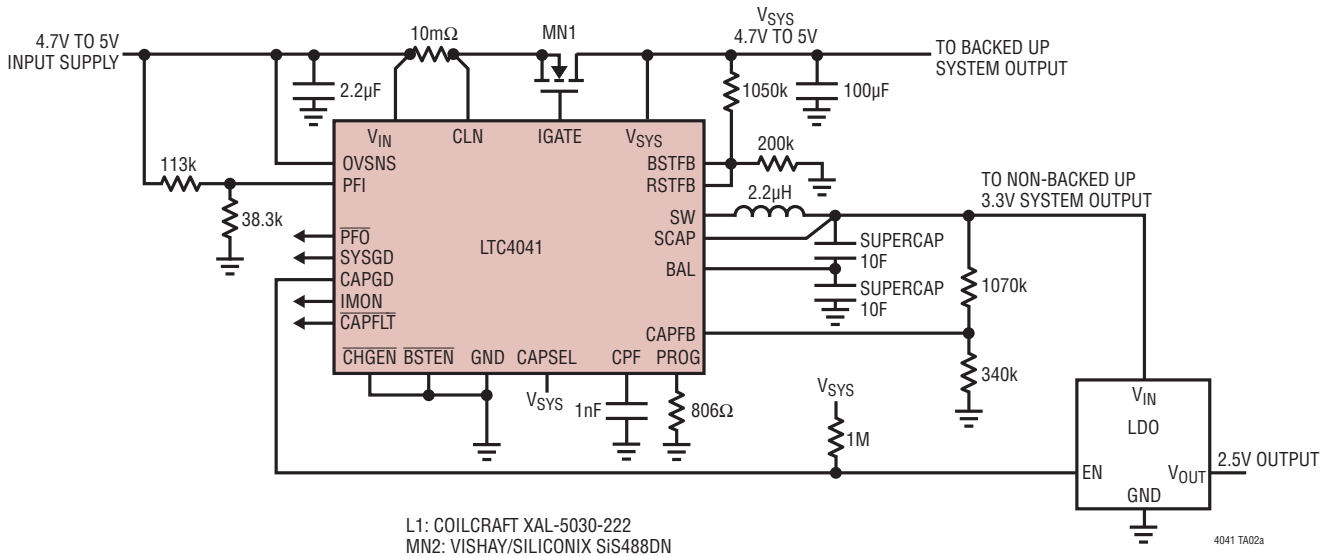 4.7V TO 5V
INPUT SUPPLY
10mΩ
MN1
VSYS
4.7V TO 5V
TO BACKED UP
SYSTEM OUTPUT
2.2µF
1050k
100µF
VIN
CLN
IGATE
VSYS
OVSNS
PFI
113k
38.3k
BSTFB
RSTFB
200k
2.2µH
TO NON-BACKED UP
3.3V SYSTEM OUTPUT
SW
SCAP
BAL
CAPFB
LTC4041
PFO
SYSGD
CAPGD
IMON
CAPFLT
SUPERCAP
10F
SUPERCAP
10F
1070k
340k
CHGEN
BSTEN
GND
CAPSEL
CPF
PROG
VSYS
1nF
806Ω
VSYS
1M
VIN
LDO
EN
VOUT
GND
2.5V OUTPUT
L1: COILCRAFT XAL-5030-222
MN2: VISHAY/SILICONIX SiS488DN
4041 TA02a